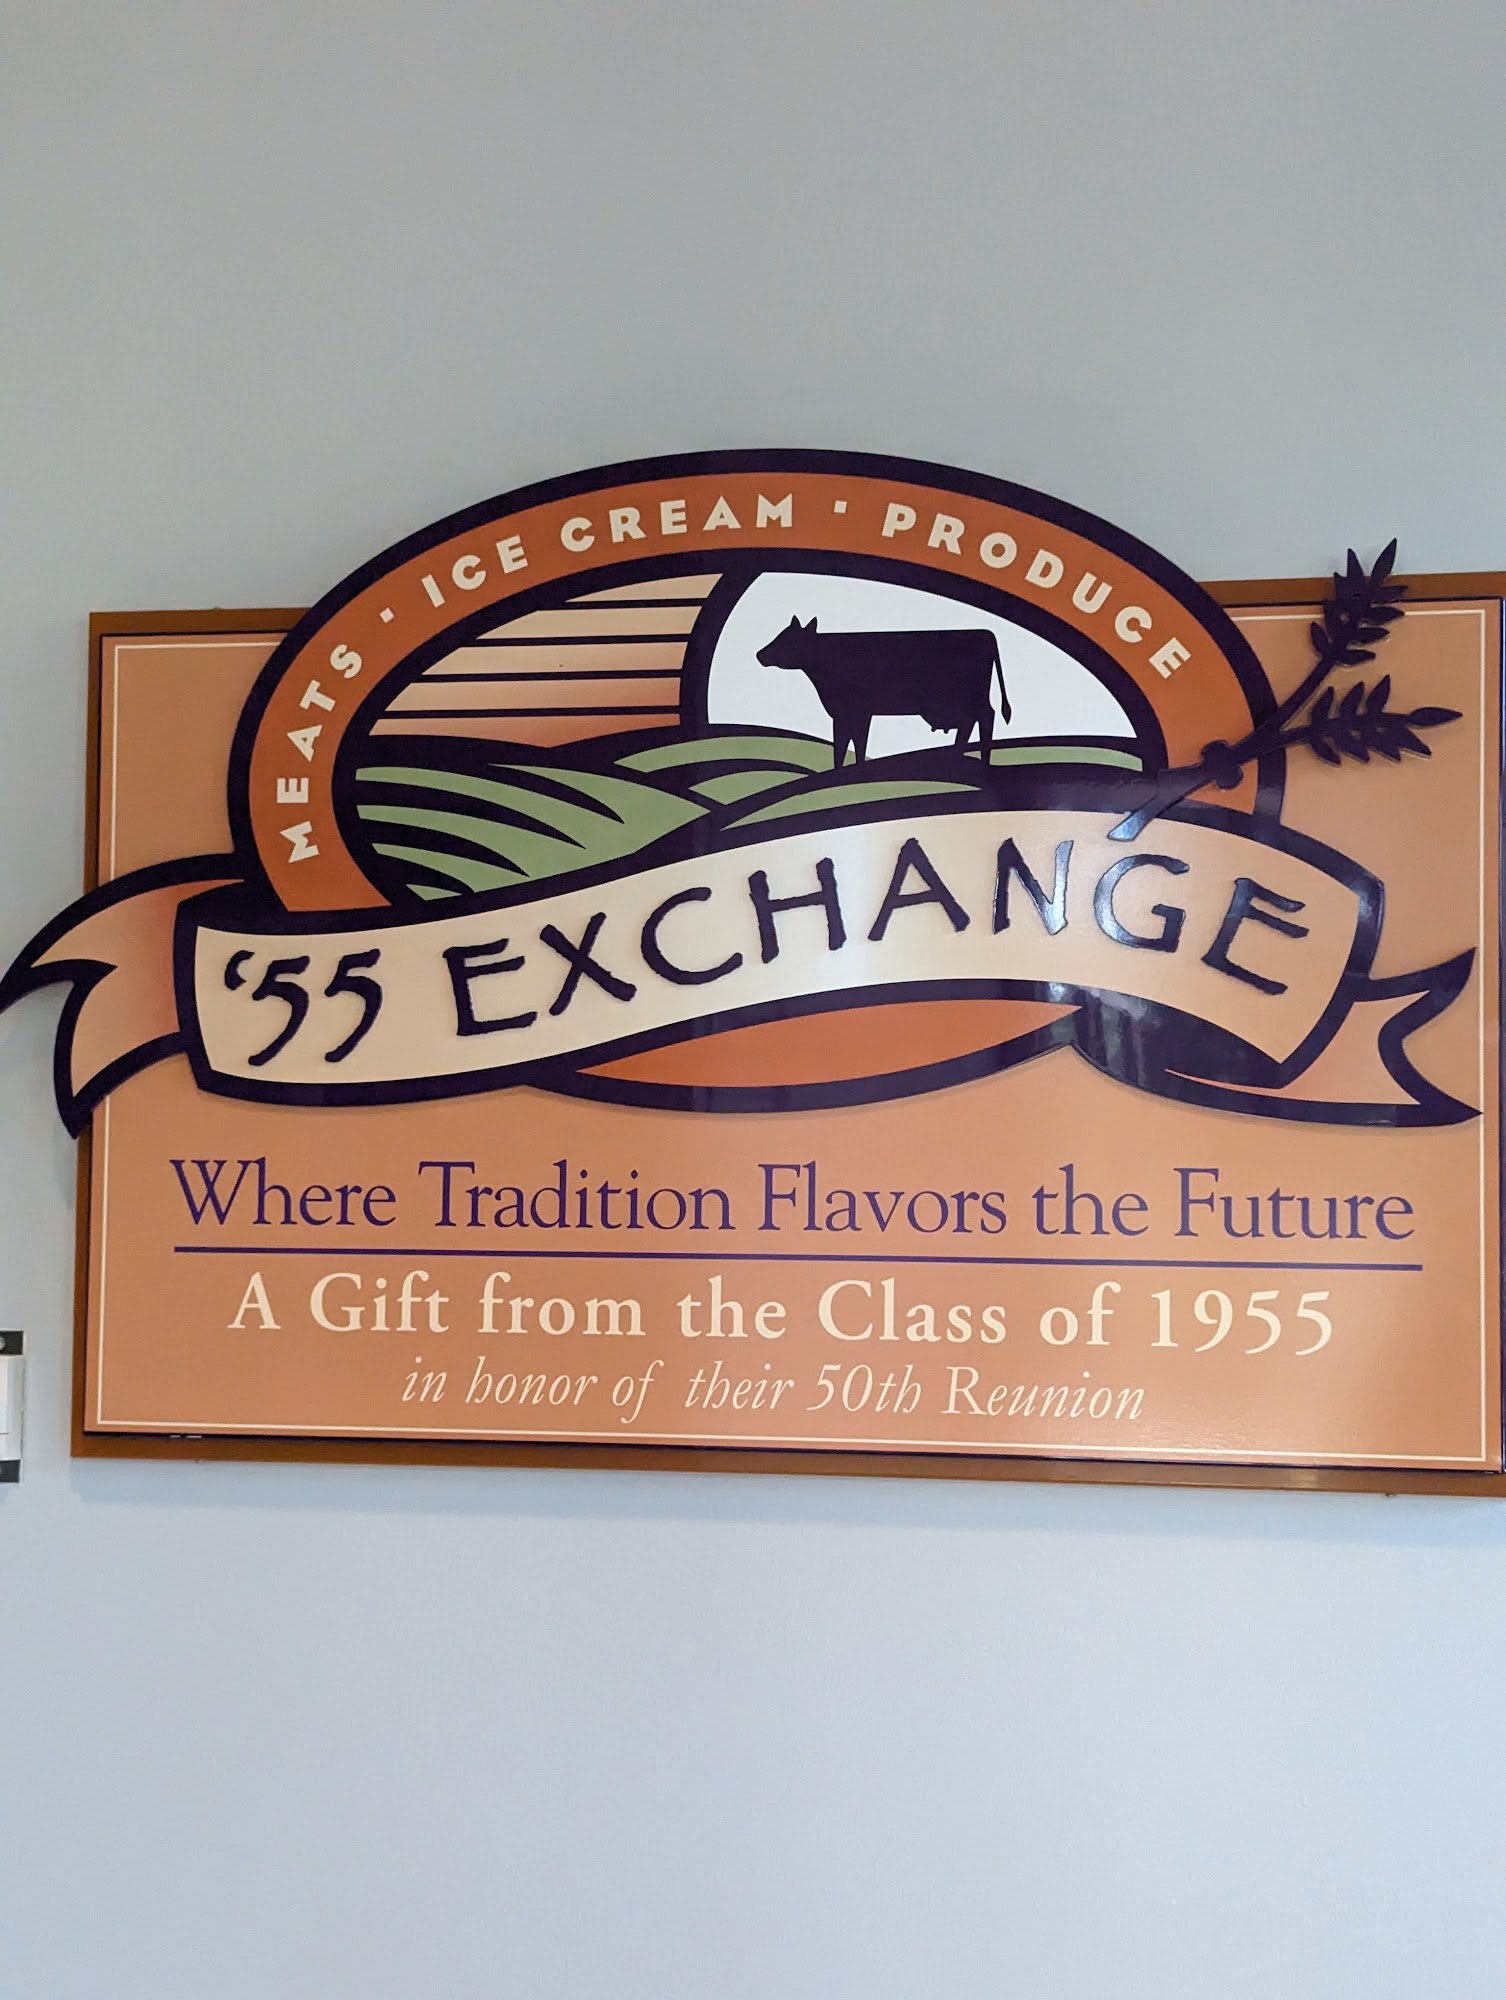 MEATS · ICE CREAM · PRODUCE
'55 EXCHANGE
Where Tradition Flavors the Future
A Gift from the Class of 1955
in honor of their 50th Reunion